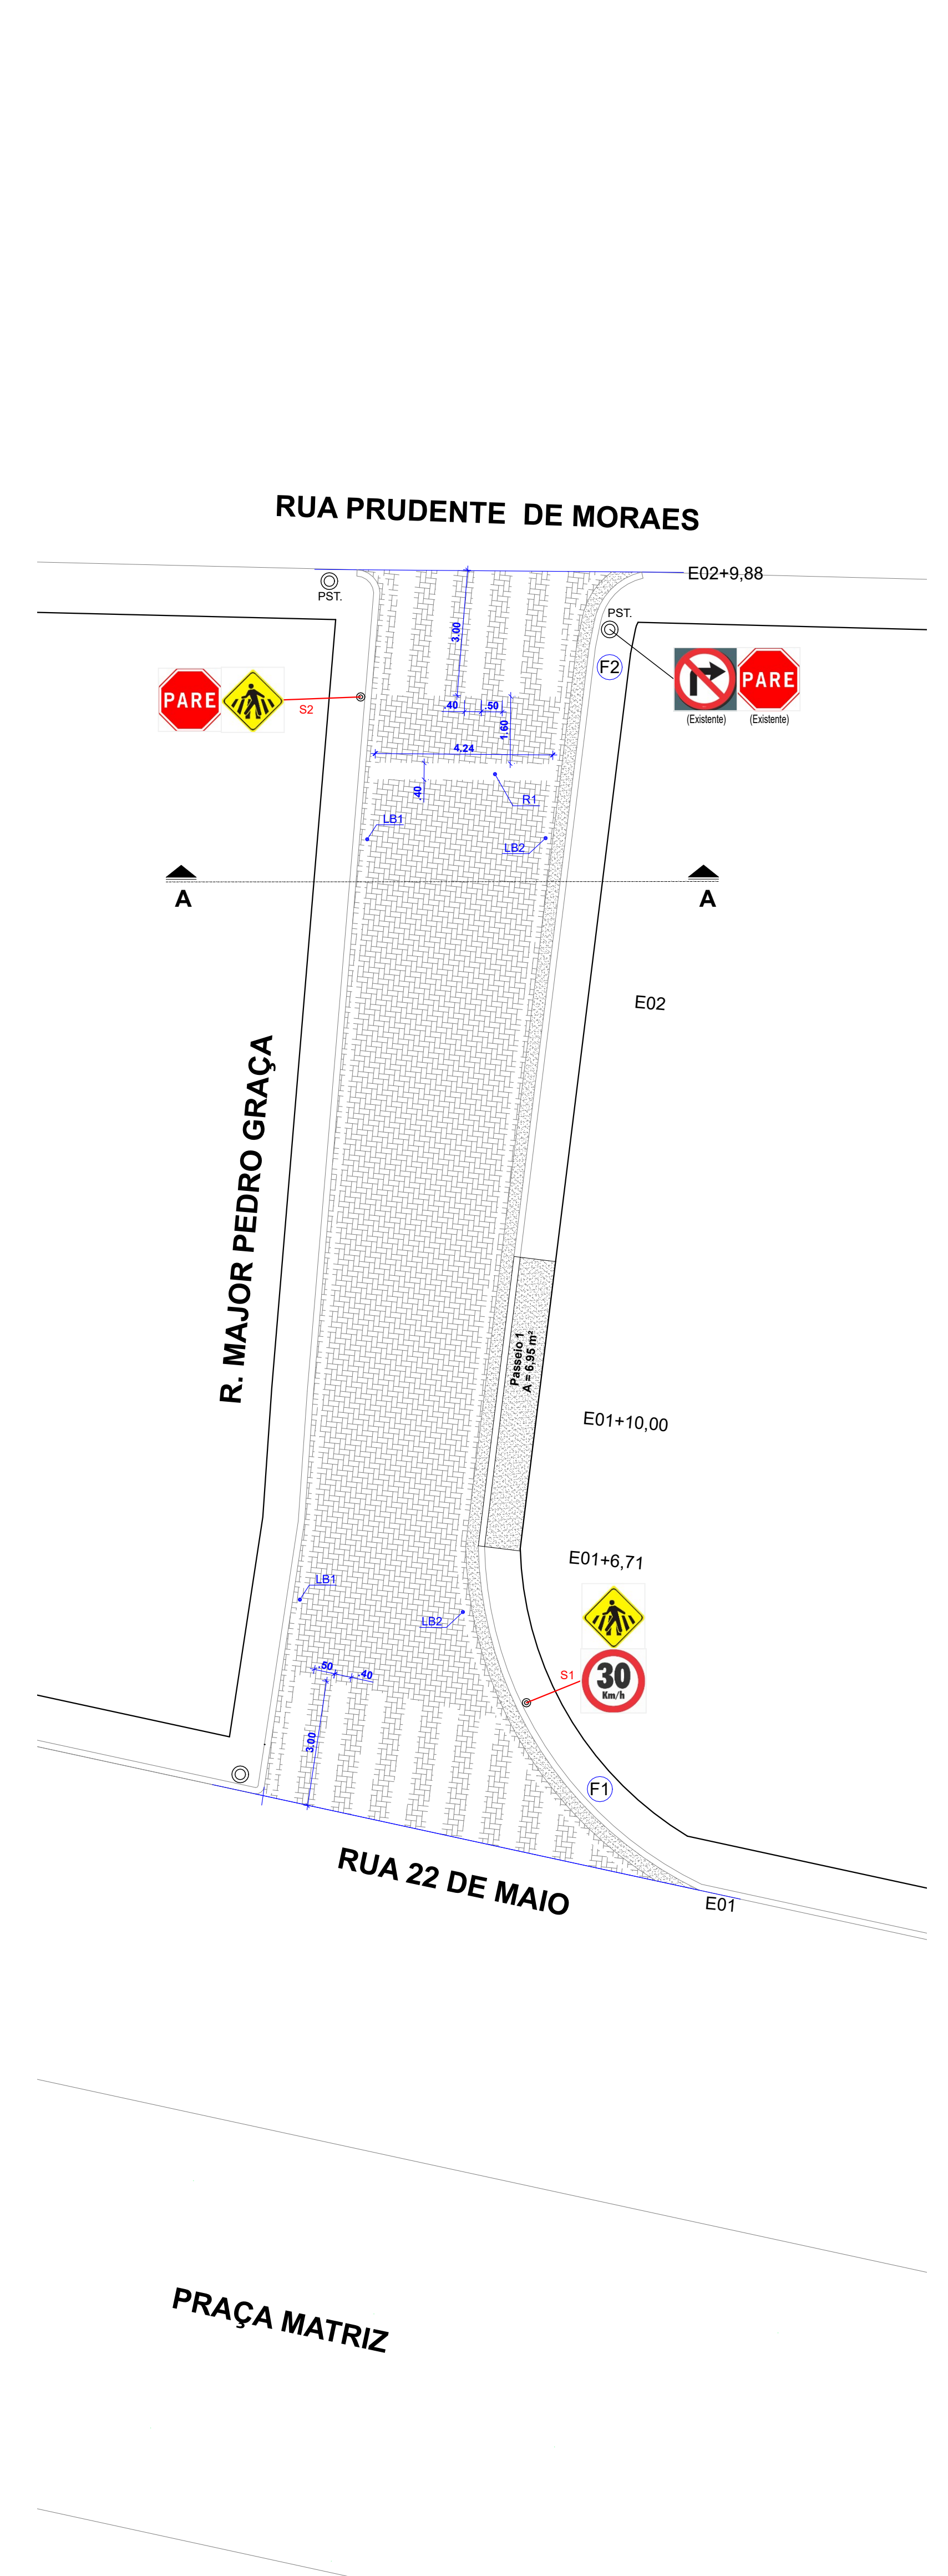 RUA PRUDENTE DE MORAES
E02+9,88
PST.
PST.
3.00
F2
PARE
S2
PARE
(Existente)
(Existente)
.40
.50
1.60
4.24
.40
R1
LB1
LB2
A
A
E02
R. MAJOR PEDRO GRAÇA
Passeio 1
A = 6,95 m²
E01+10,00
E01+6,71
LB1
LB2
30
Km/h
S1
.50
.40
3.00
F1
RUA 22 DE MAIO
E01
PRAÇA MATRIZ